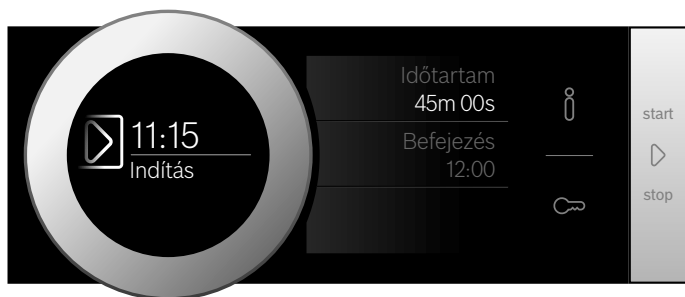 11:15
Indítás
Időtartam
45m 00s
Befejezés
12:00
start
stop